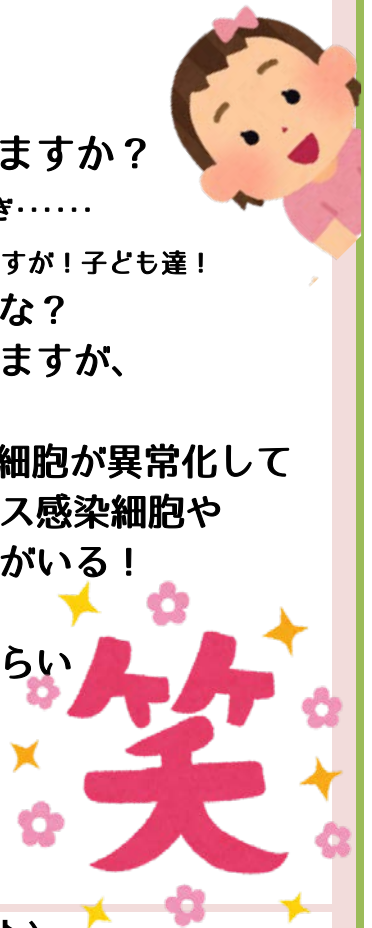 ますか？
ぎ‥‥‥
すが！子ども達！
な？
ますが、
細胞が異常化して
ス感染細胞や
がいる！
らい
笑